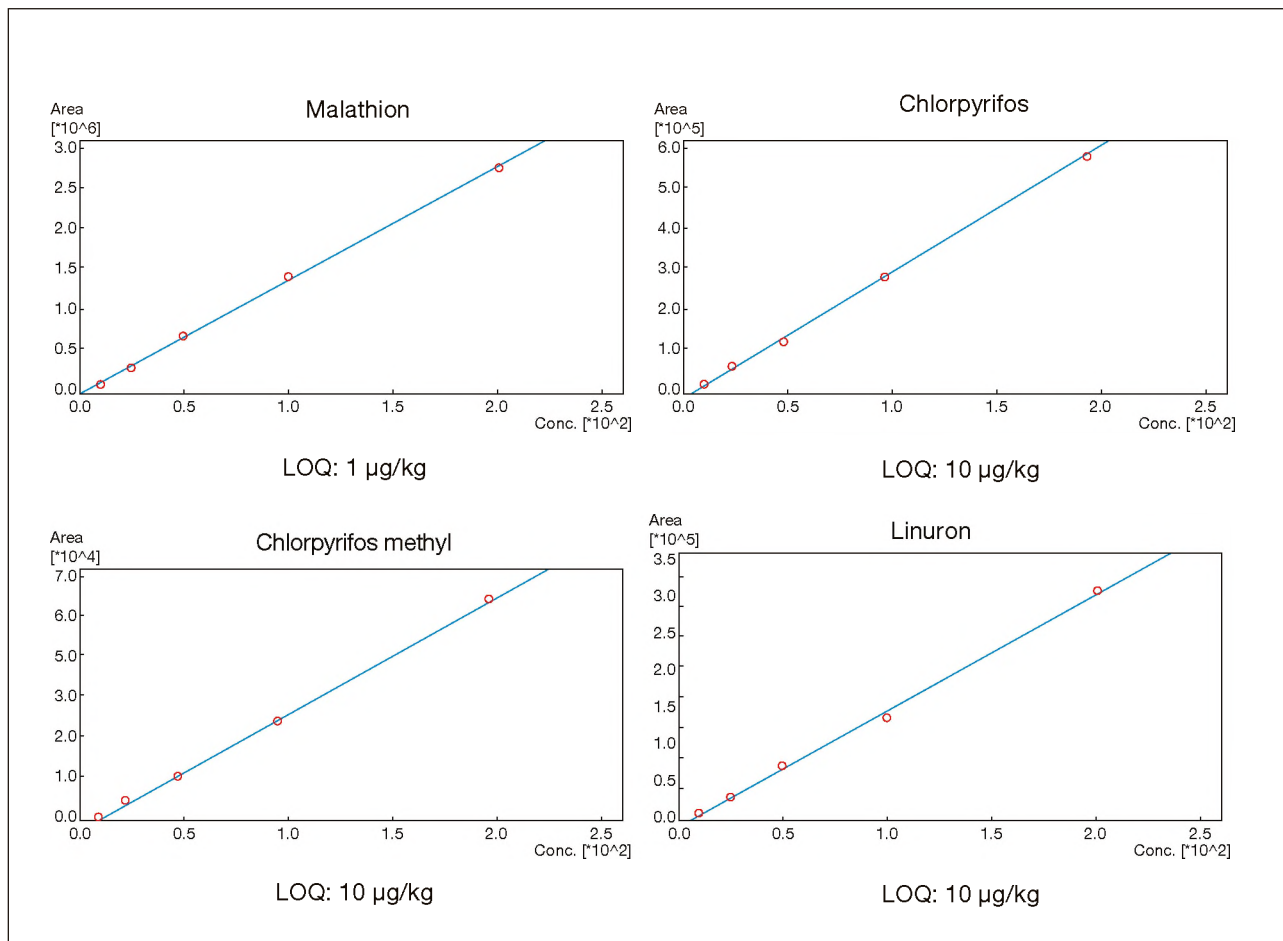 Malathion
Area
[*10^6]
3.0
2.5
2.0
1.5
1.0
0.5
0.0
0.0 0.5 1.0 1.5 2.0 2.5
Conc. [*10^2]
LOQ: 1 µg/kg
Chlorpyrifos
Area
[*10^5]
6.0
5.0
4.0
3.0
2.0
1.0
0.0
0.0 0.5 1.0 1.5 2.0 2.5
Conc. [*10^2]
LOQ: 10 µg/kg
Chlorpyrifos methyl
Area
[*10^4]
7.0
6.0
5.0
3.0
2.0
1.0
0.0
0.0 0.5 1.0 1.5 2.0 2.5
Conc. [*10^2]
LOQ: 10 µg/kg
Linuron
Area
[*10^5]
3.5
3.0
2.5
2.0
1.5
1.0
0.5
0.0
0.0 0.5 1.0 1.5 2.0 2.5
Conc. [*10^2]
LOQ: 10 µg/kg